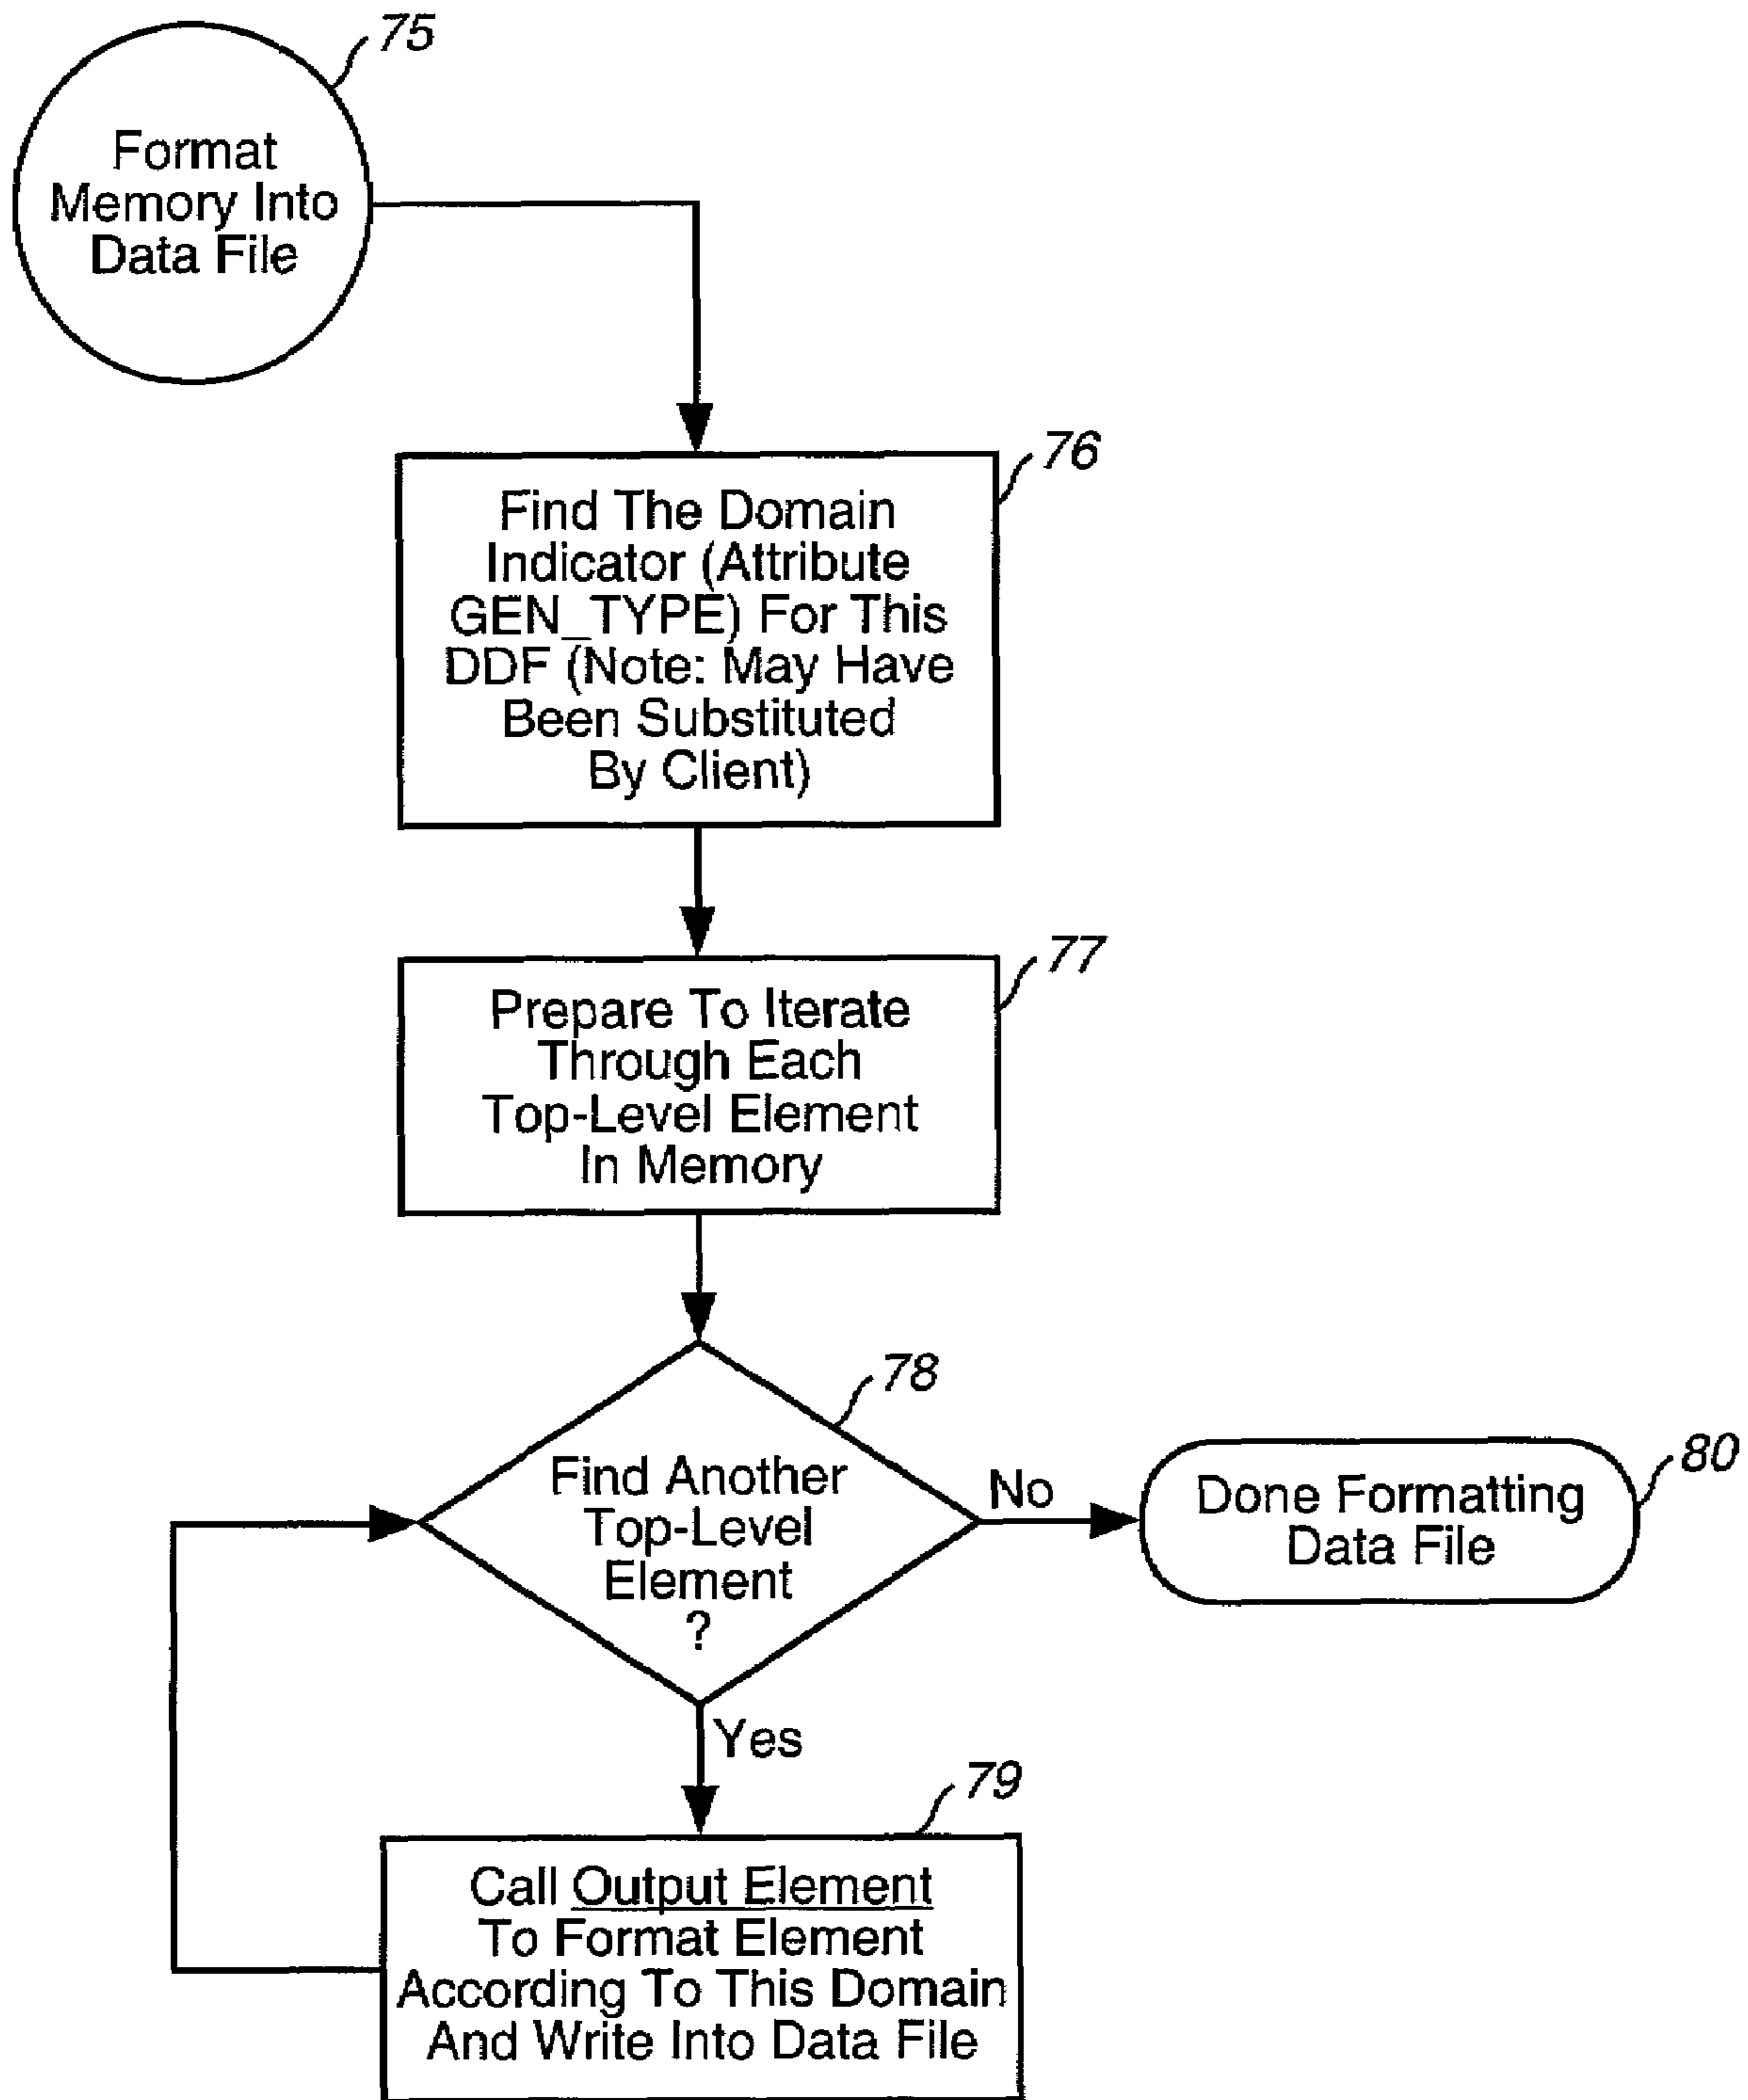 75
Format
Memory Into
Data File
76
Find The Domain
Indicator (Attribute
GEN_TYPE) For This
DDF (Note: May Have
Been Substituted
By Client)
77
Prepare To Iterate
Through Each
Top-Level Element
In Memory
78
Find Another
Top-Level
Element
?
No
80
Done Formatting
Data File
Yes
79
Call Output Element
To Format Element
According To This Domain
And Write Into Data File